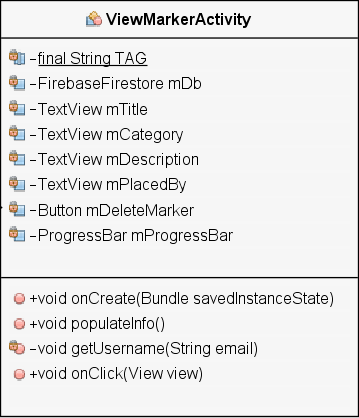 ViewMarkerActivity
-final String TAG
-FirebaseFirestore mDb
-TextView mTitle
-TextView mCategory
-TextView mDescription
-TextView mPlacedBy
-Button mDeleteMarker
-ProgressBar mProgressBar
+void onCreate(Bundle savedInstanceState)
+void populateInfo()
-void getUsername(String email)
+void onClick(View view)